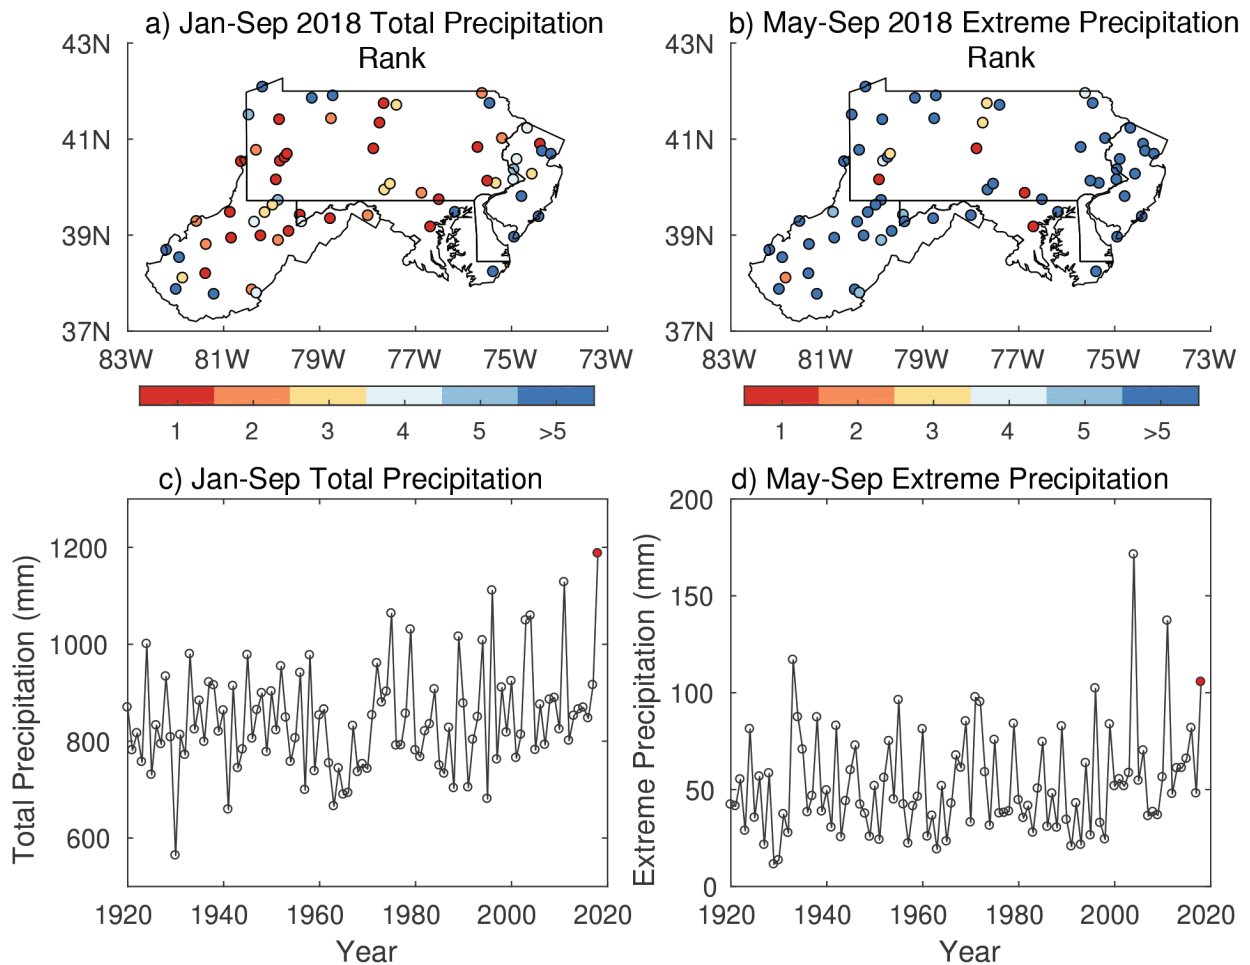 a) Jan-Sep 2018 Total Precipitation
Rank
43N
41N
39N
37N
83W 81W 79W 77W 75W 73W
1 2 3 4 5 >5
b) May-Sep 2018 Extreme Precipitation
Rank
43N
41N
39N
37N
83W 81W 79W 77W 75W 73W
1 2 3 4 5 >5
c) Jan-Sep Total Precipitation
Total Precipitation (mm)
1200
1000
800
600
1920 1940 1960 1980 2000 2020
Year
d) May-Sep Extreme Precipitation
Extreme Precipitation (mm)
200
150
100
50
0
1920 1940 1960 1980 2000 2020
Year